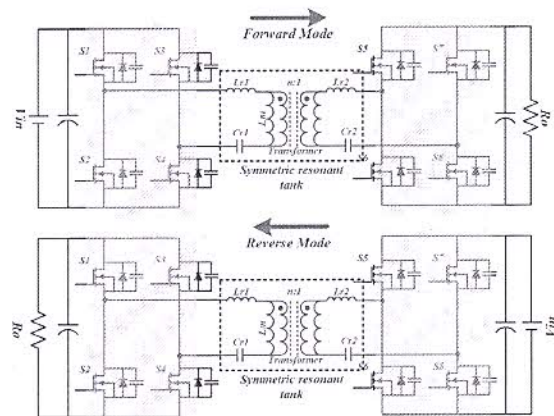 Forward Mode
S1
S3
S5
S7
Lr1
n:1
Lr2
Vin
Lm
Ro
Cr1
Cr2
Transformer
S2
S4
S6
S8
Symmetric resonant
tank
Reverse Mode
S1
S3
S5
S7
Lr1
n:1
Lr2
Ro
Lm
Vin
Cr1
Cr2
Transformer
S2
S4
Symmetric resonant
tank